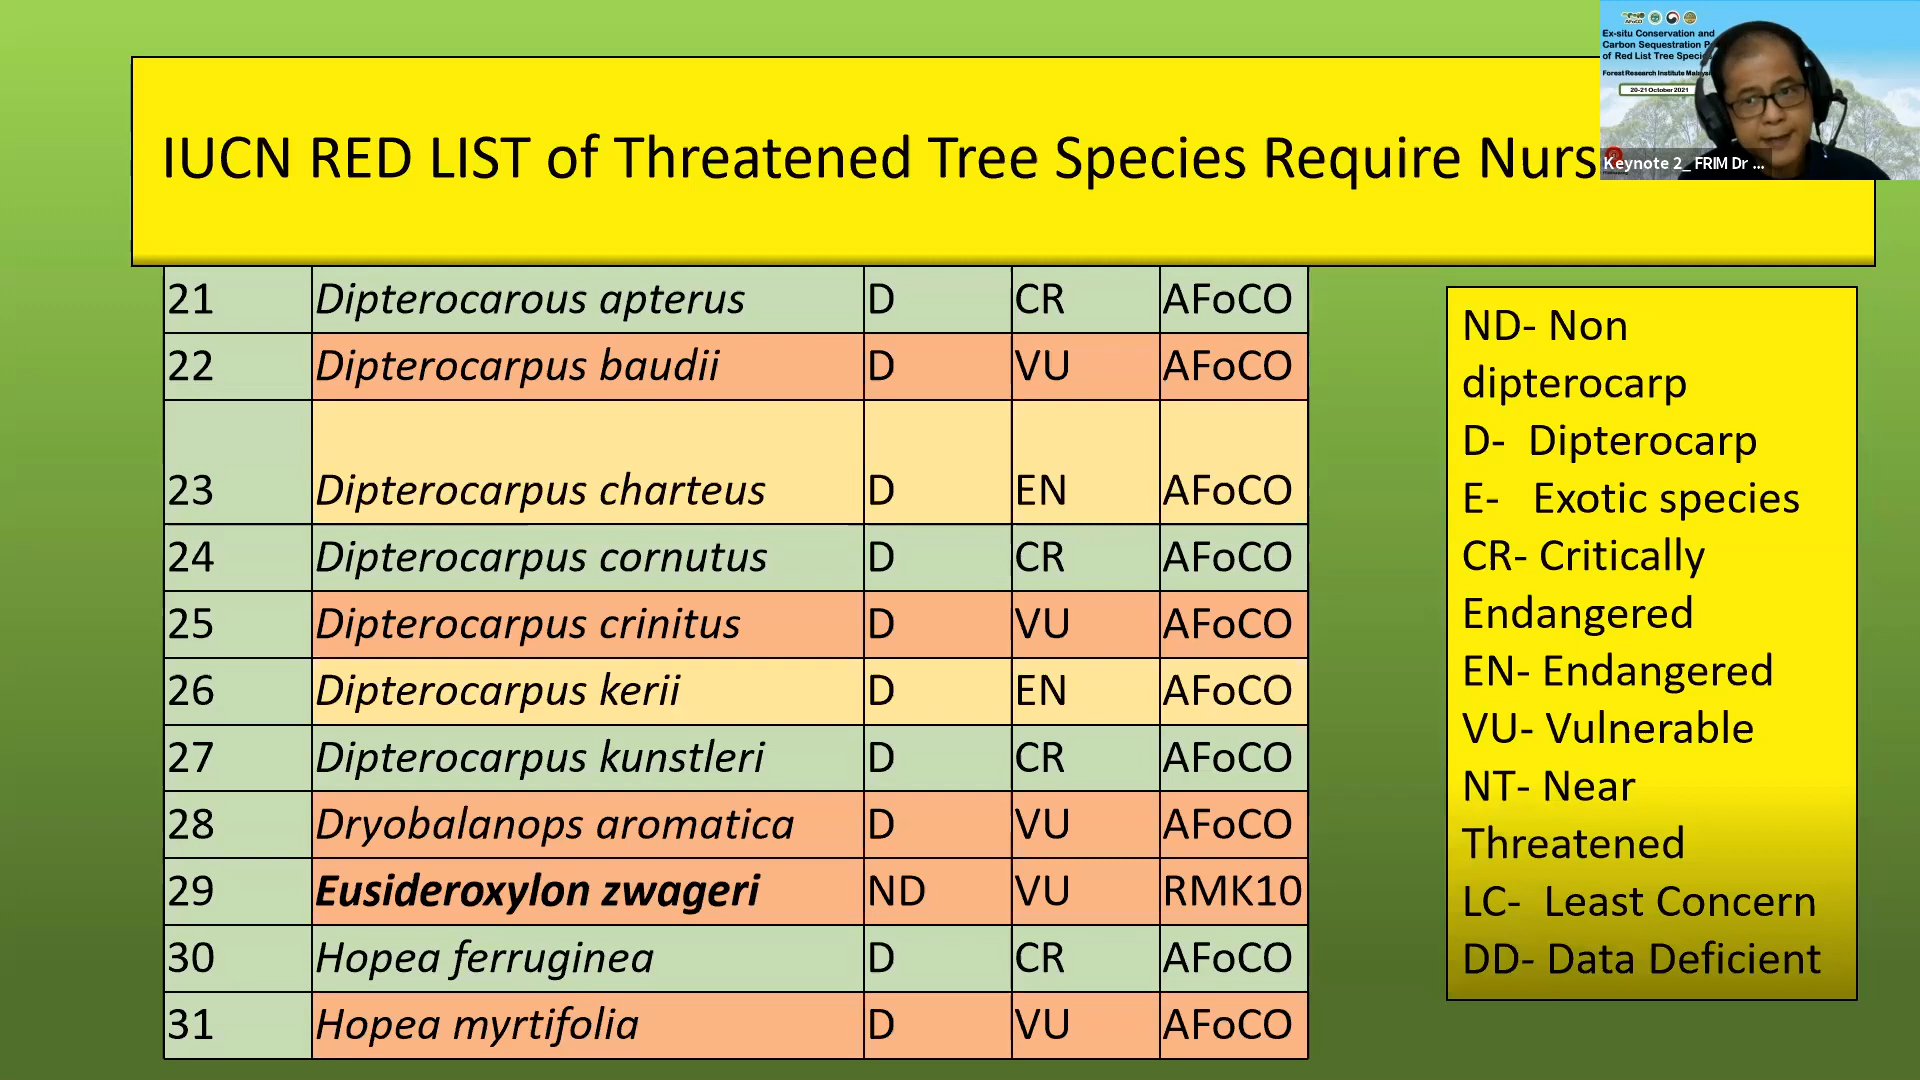 IUCN RED LIST of Threatened Tree Species Require Nurs
Ex-situ Conservation and
Carbon Sequestration P
of Red List Tree Species
Forest Research Institute Malaysi
20-21 October 2021
Keynote 2_ FRIM Dr ...
21 Dipterocarous apterus D CR AFoCO
22 Dipterocarpus baudii D VU AFoCO
23 Dipterocarpus charteus D EN AFoCO
24 Dipterocarpus cornutus D CR AFoCO
25 Dipterocarpus crinitus D VU AFoCO
26 Dipterocarpus kerii D EN AFoCO
27 Dipterocarpus kunstleri D CR AFoCO
28 Dryobalanops aromatica D VU AFoCO
29 Eusideroxylon zwageri ND VU RMK10
30 Hopea ferruginea D CR AFoCO
31 Hopea myrtifolia D VU AFoCO
ND- Non
dipterocarp
D- Dipterocarp
E- Exotic species
CR- Critically
Endangered
EN- Endangered
VU- Vulnerable
NT- Near
Threatened
LC- Least Concern
DD- Data Deficient